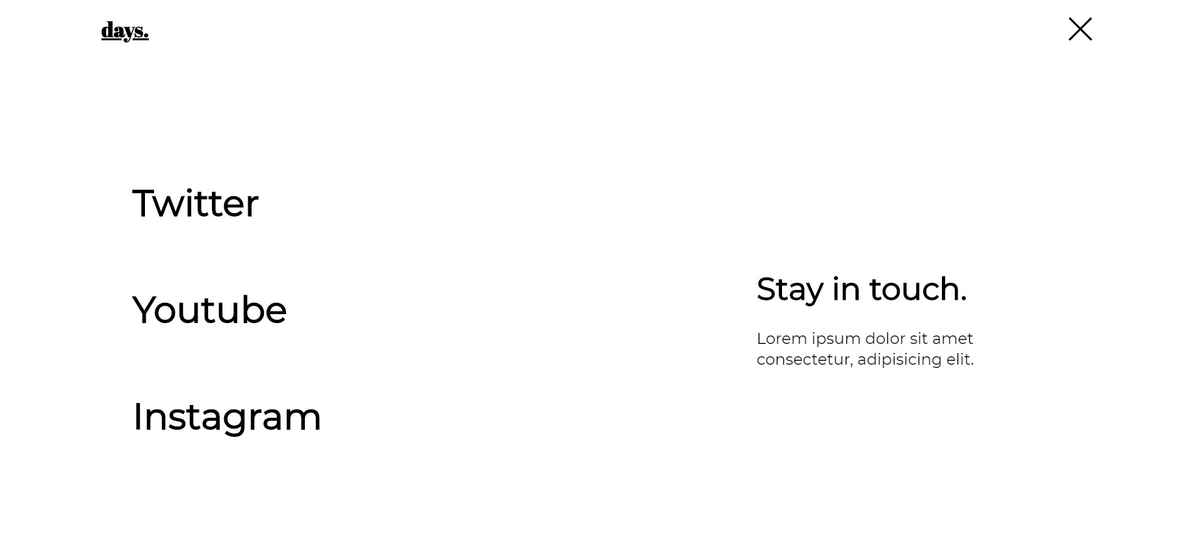 days.
Twitter
Youtube
Instagram
Stay in touch.
Lorem ipsum dolor sit amet
consectetur, adipisicing elit.